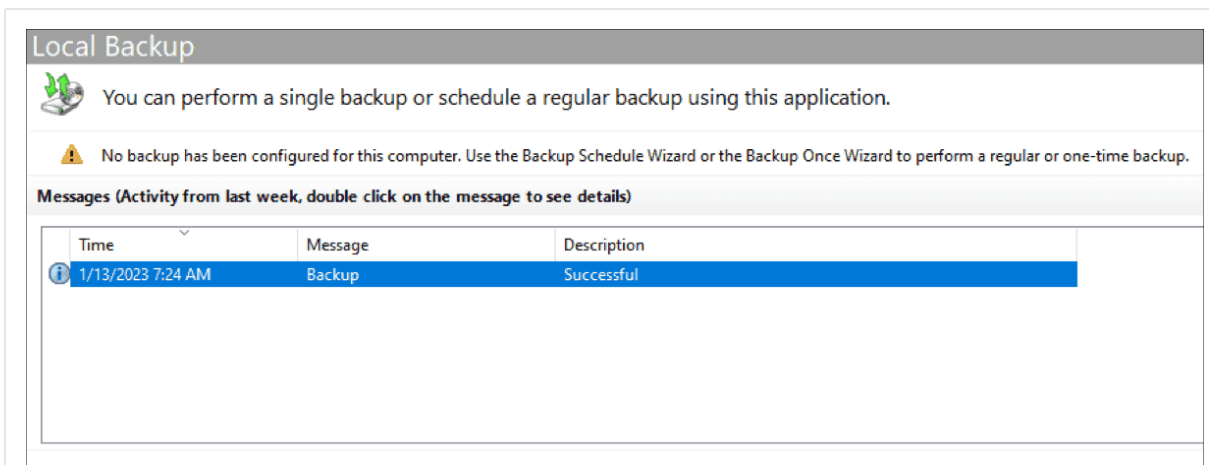 Local Backup
You can perform a single backup or schedule a regular backup using this application.
No backup has been configured for this computer. Use the Backup Schedule Wizard or the Backup Once Wizard to perform a regular or one-time backup.
Messages (Activity from last week, double click on the message to see details)
Time Message Description
1/13/2023 7:24 AM Backup Successful